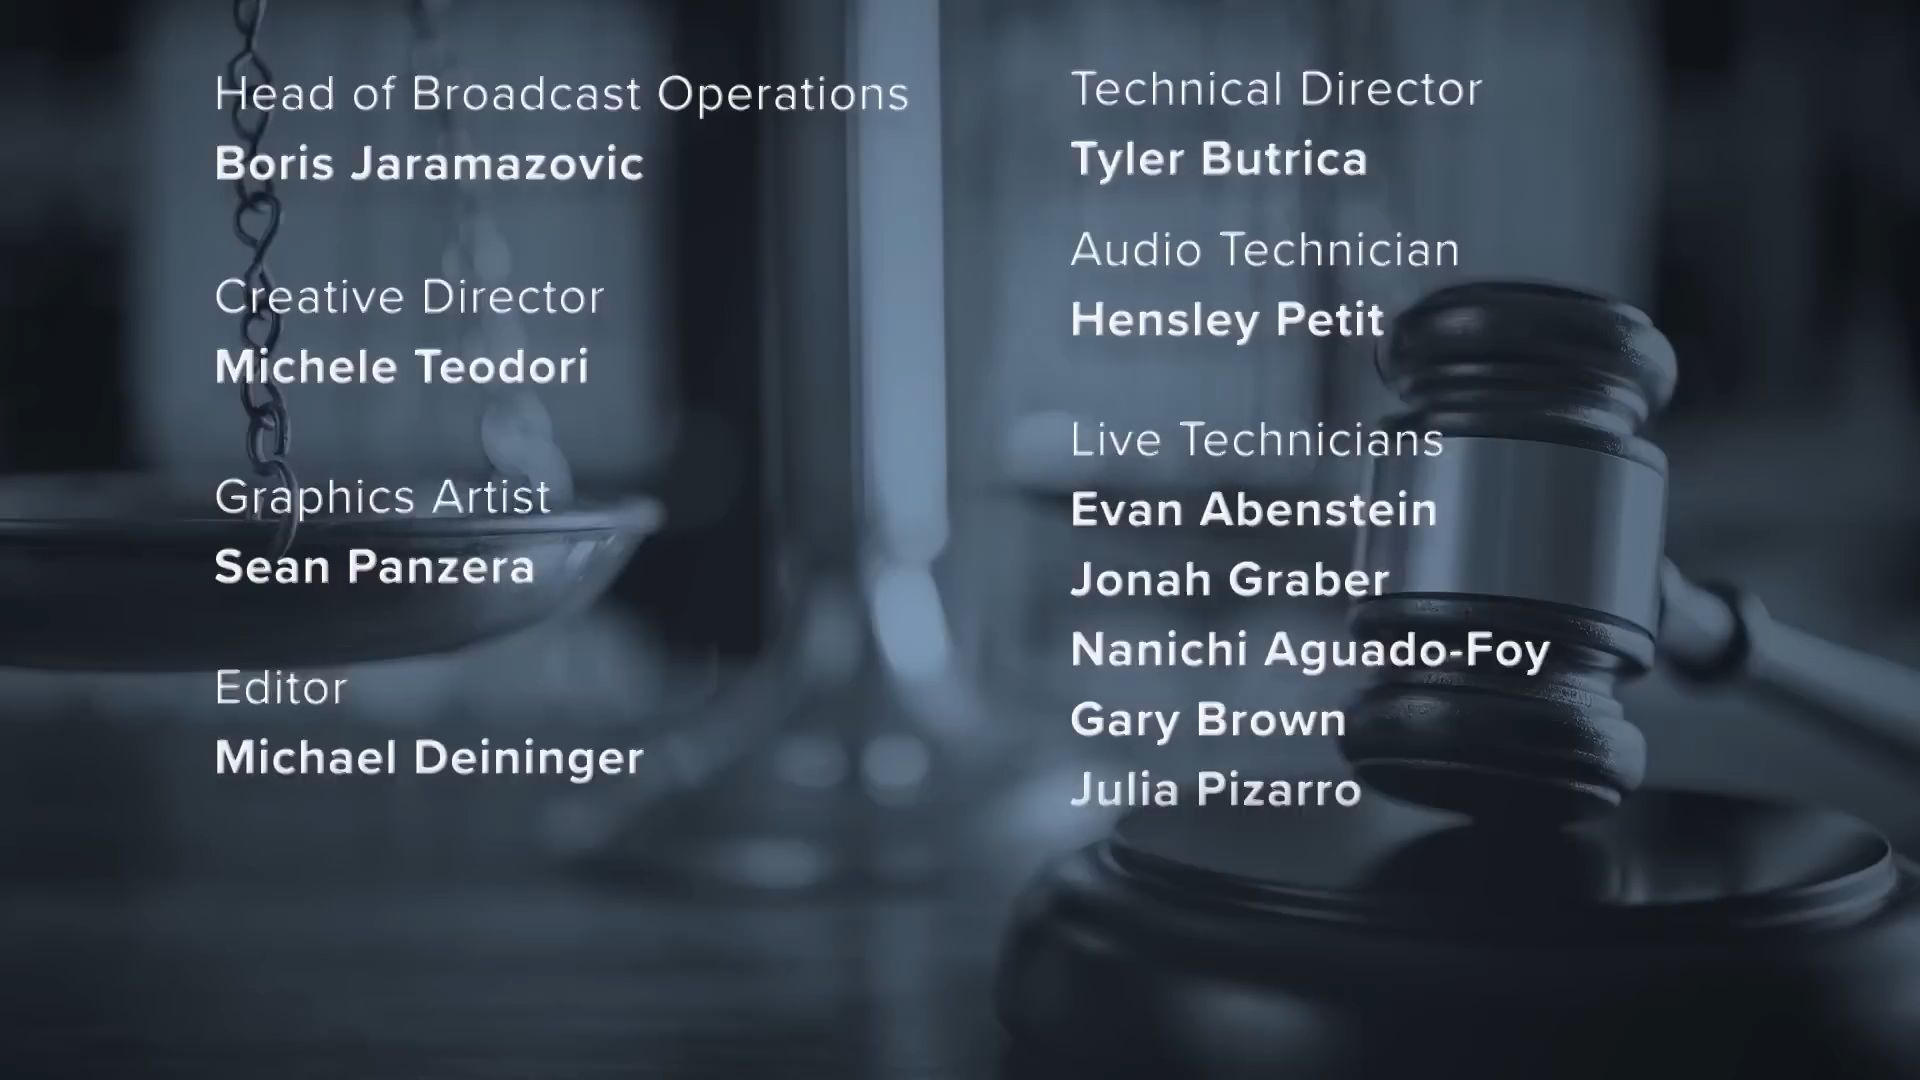 Head of Broadcast Operations
Boris Jaramazovic
Creative Director
Michele Teodori
Graphics Artist
Sean Panzera
Editor
Michael Deininger
Technical Director
Tyler Butrica
Audio Technician
Hensley Petit
Live Technicians
Evan Abenstein
Jonah Graber
Nanichi Aguado-Foy
Gary Brown
Julia Pizarro